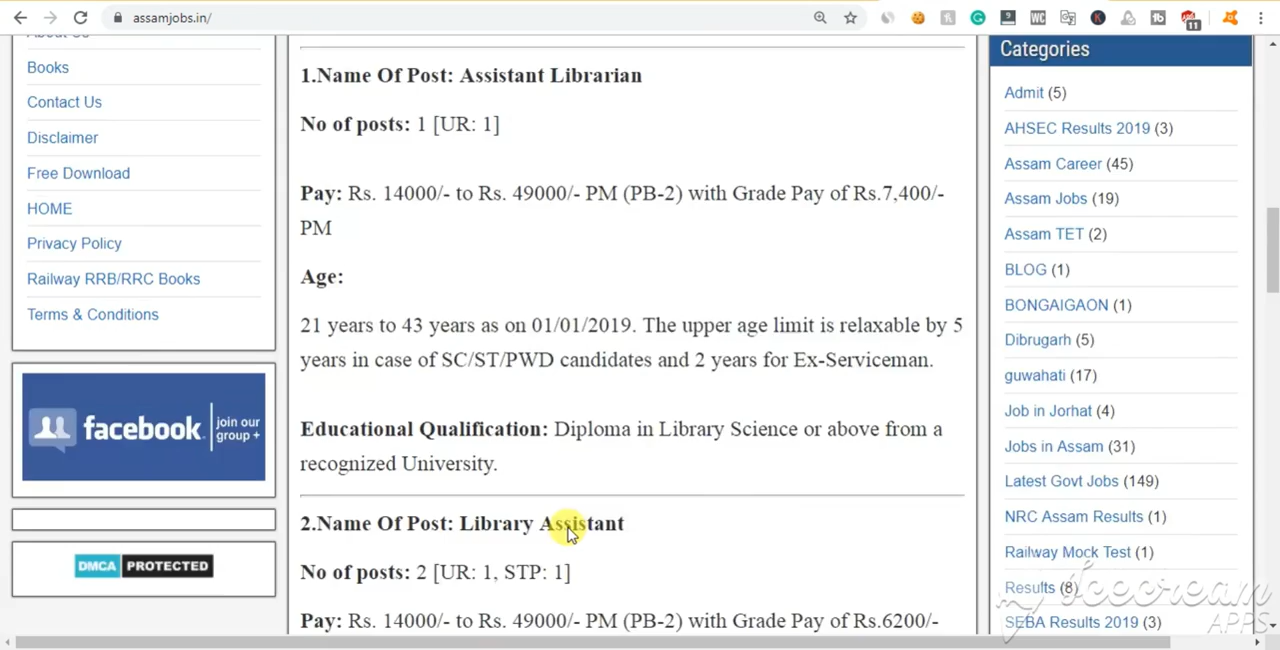 assamjobs.in/
About Us
Books
Contact Us
Disclaimer
Free Download
HOME
Privacy Policy
Railway RRB/RRC Books
Terms & Conditions
facebook. join our
group +
DMCA PROTECTED
1.Name Of Post: Assistant Librarian
No of posts: 1 [UR: 1]
Pay: Rs. 14000/- to Rs. 49000/- PM (PB-2) with Grade Pay of Rs.7,400/-
PM
Age:
21 years to 43 years as on 01/01/2019. The upper age limit is relaxable by 5
years in case of SC/ST/PWD candidates and 2 years for Ex-Serviceman.
Educational Qualification: Diploma in Library Science or above from a
recognized University.
2.Name Of Post: Library Assistant
No of posts: 2 [UR: 1, STP: 1]
Pay: Rs. 14000/- to Rs. 49000/- PM (PB-2) with Grade Pay of Rs.6200/-
Categories
Admit (5)
AHSEC Results 2019 (3)
Assam Career (45)
Assam Jobs (19)
Assam TET (2)
BLOG (1)
BONGAIGAON (1)
Dibrugarh (5)
guwahati (17)
Job in Jorhat (4)
Jobs in Assam (31)
Latest Govt Jobs (149)
NRC Assam Results (1)
Railway Mock Test (1)
Results (8)
SEBA Results 2019 (3)
Icecream
APPS
WC
11